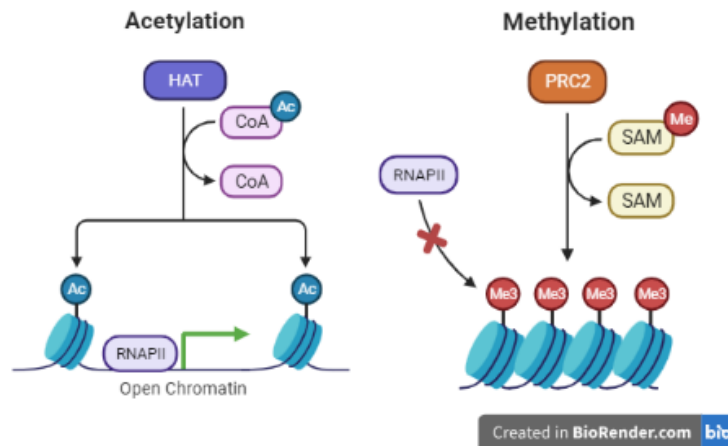 Acetylation
HAT
Ac
CoA
CoA
Ac
Ac
RNAPII
Open Chromatin
Methylation
PRC2
Me
SAM
SAM
RNAPII
Me3
Me3
Me3
Me3
Created in BioRender.com
bio